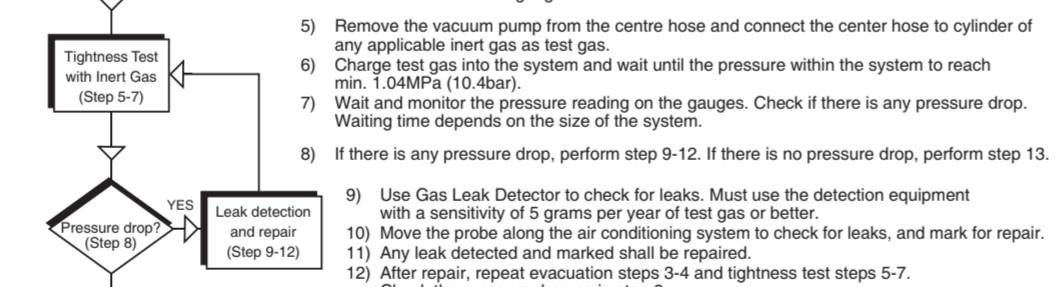 5) Remove the vacuum pump from the centre hose and connect the center hose to cylinder of
any applicable inert gas as test gas.
6) Charge test gas into the system and wait until the pressure within the system to reach
min. 1.04MPa (10.4bar).
7) Wait and monitor the pressure reading on the gauges. Check if there is any pressure drop.
Waiting time depends on the size of the system.
8) If there is any pressure drop, perform step 9-12. If there is no pressure drop, perform step 13.
9) Use Gas Leak Detector to check for leaks. Must use the detection equipment
with a sensitivity of 5 grams per year of test gas or better.
10) Move the probe along the air conditioning system to check for leaks, and mark for repair.
11) Any leak detected and marked shall be repaired.
12) After repair, repeat evacuation steps 3-4 and tightness test steps 5-7.
Tightness Test
with Inert Gas
(Step 5-7)
Pressure drop?
(Step 8)
YES
Leak detection
and repair
(Step 9-12)